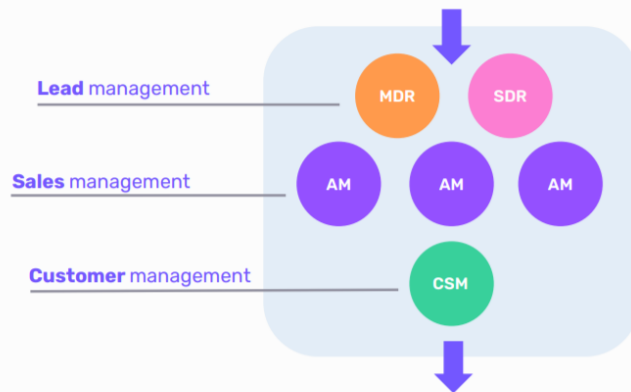 Lead management
MDR SDR
Sales management
AM AM AM
Customer management
CSM